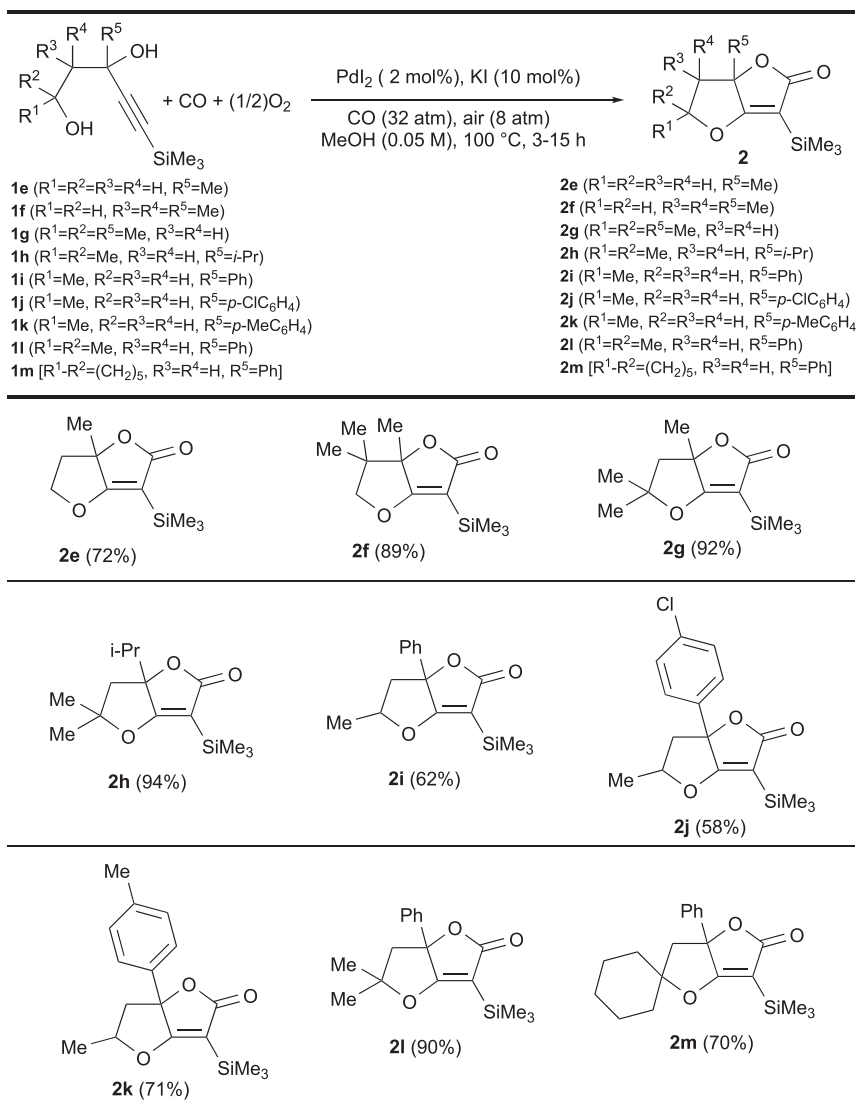 R4 R5
R3 OH
R2
R1
OH
SiMe3
+ CO + (1/2)O2
PdI2 ( 2 mol%), KI (10 mol%)
CO (32 atm), air (8 atm)
MeOH (0.05 M), 100 °C, 3-15 h
R4 R5
R3 O
O
R2
R1
O
SiMe3
2
1e (R1=R2=R3=R4=H, R5=Me)
1f (R1=R2=H, R3=R4=R5=Me)
1g (R1=R2=R5=Me, R3=R4=H)
1h (R1=R2=Me, R3=R4=H, R5=i-Pr)
1i (R1=Me, R2=R3=R4=H, R5=Ph)
1j (R1=Me, R2=R3=R4=H, R5=p-ClC6H4)
1k (R1=Me, R2=R3=R4=H, R5=p-MeC6H4)
1l (R1=R2=Me, R3=R4=H, R5=Ph)
1m [R1-R2=(CH2)5, R3=R4=H, R5=Ph]
2e (R1=R2=R3=R4=H, R5=Me)
2f (R1=R2=H, R3=R4=R5=Me)
2g (R1=R2=R5=Me, R3=R4=H)
2h (R1=R2=Me, R3=R4=H, R5=i-Pr)
2i (R1=Me, R2=R3=R4=H, R5=Ph)
2j (R1=Me, R2=R3=R4=H, R5=p-ClC6H4)
2k (R1=Me, R2=R3=R4=H, R5=p-MeC6H4
2l (R1=R2=Me, R3=R4=H, R5=Ph)
2m [R1-R2=(CH2)5, R3=R4=H, R5=Ph]
Me
O
O
O
SiMe3
2e (72%)
Me Me
Me
O
O
O
SiMe3
2f (89%)
Me
O
O
Me
Me
O
SiMe3
2g (92%)
i-Pr
O
O
Me
Me
O
SiMe3
2h (94%)
Ph
O
O
Me
O
SiMe3
2i (62%)
Cl
O
O
Me
O
SiMe3
2j (58%)
Me
O
O
Me
O
SiMe3
2k (71%)
Ph
O
O
Me
Me
O
SiMe3
2l (90%)
Ph
O
O
O
SiMe3
2m (70%)